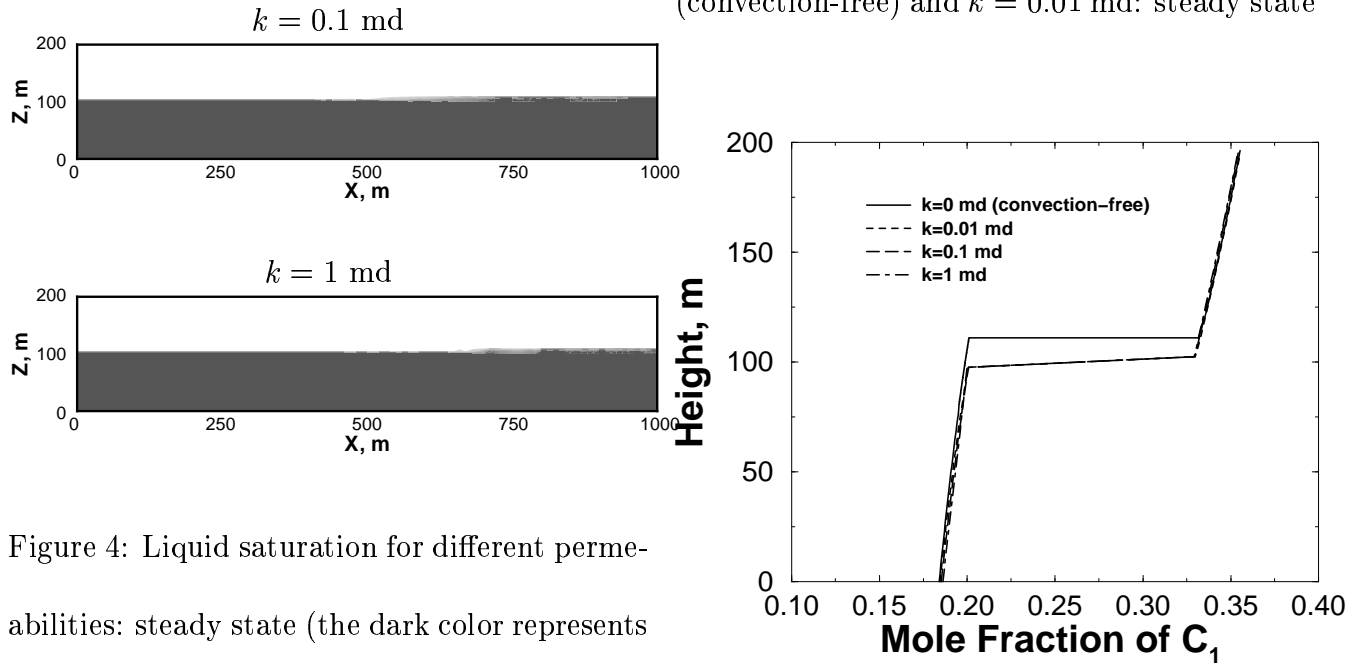 k = 0.1 md
200
Z, m
100
0
0 250 500 750 1000
X, m
k = 1 md
200
Z, m
100
0
0 250 500 750 1000
X, m
Figure 4: Liquid saturation for different perme-
abilities: steady state (the dark color represents
(convection-free) and k = 0.01 md: steady state
200
150
100
50
0
Height, m
k=0 md (convection−free)
k=0.01 md
k=0.1 md
k=1 md
0.10 0.15 0.20 0.25 0.30 0.35 0.40
Mole Fraction of C₁